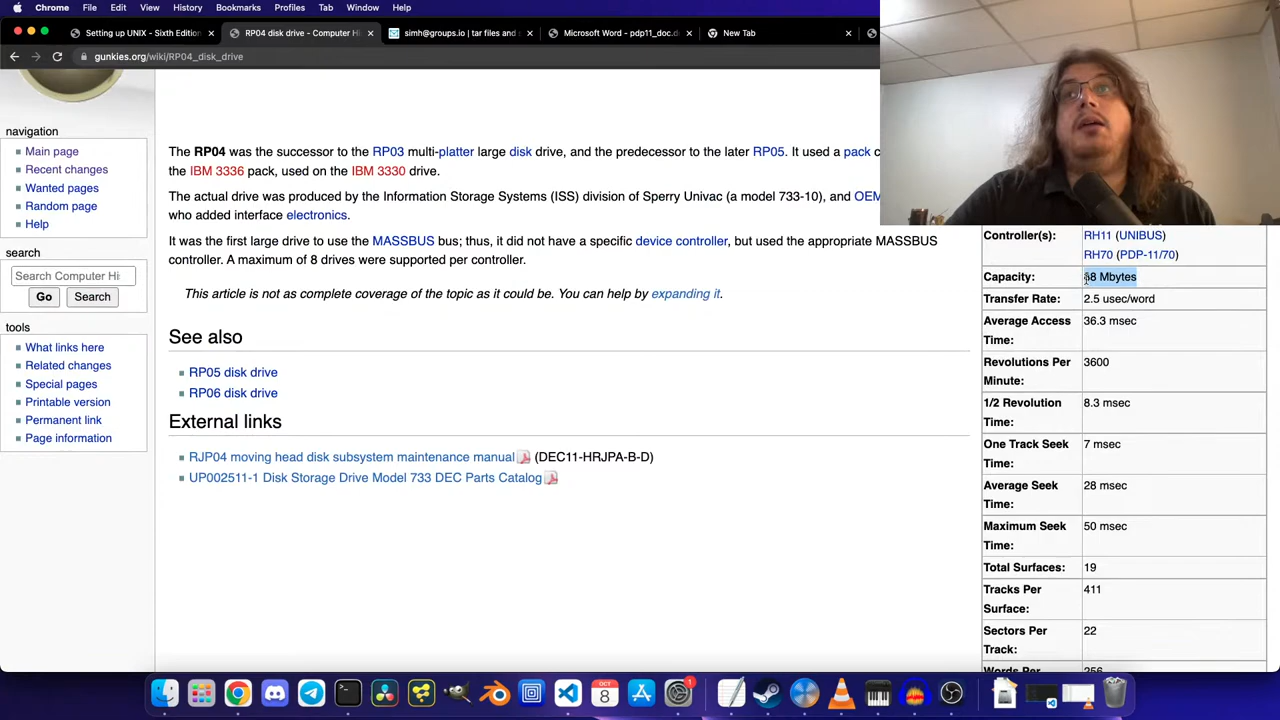 Chrome File Edit View History Bookmarks Profiles Tab Window Help
Setting up UNIX - Sixth Edition
RP04 disk drive - Computer Hi
simh@groups.io | tar files and s
Microsoft Word - pdp11_doc.d
New Tab
gunkies.org/wiki/RP04_disk_drive
navigation
Main page
Recent changes
Wanted pages
Random page
Help
search
Search Computer Hi
Go Search
tools
What links here
Related changes
Special pages
Printable version
Permanent link
Page information
The RP04 was the successor to the RP03 multi-platter large disk drive, and the predecessor to the later RP05. It used a pack c
the IBM 3336 pack, used on the IBM 3330 drive.
The actual drive was produced by the Information Storage Systems (ISS) division of Sperry Univac (a model 733-10), and OEM
who added interface electronics.
It was the first large drive to use the MASSBUS bus; thus, it did not have a specific device controller, but used the appropriate MASSBUS
controller. A maximum of 8 drives were supported per controller.
This article is not as complete coverage of the topic as it could be. You can help by expanding it.
See also
RP05 disk drive
RP06 disk drive
External links
RJP04 moving head disk subsystem maintenance manual (DEC11-HRJPA-B-D)
UP002511-1 Disk Storage Drive Model 733 DEC Parts Catalog
Controller(s): RH11 (UNIBUS)
RH70 (PDP-11/70)
Capacity: 88 Mbytes
Transfer Rate: 2.5 usec/word
Average Access 36.3 msec
Time:
Revolutions Per 3600
Minute:
1/2 Revolution 8.3 msec
Time:
One Track Seek 7 msec
Time:
Average Seek 28 msec
Time:
Maximum Seek 50 msec
Time:
Total Surfaces: 19
Tracks Per 411
Surface:
Sectors Per 22
Track:
Words Per 256
OCT
8
1